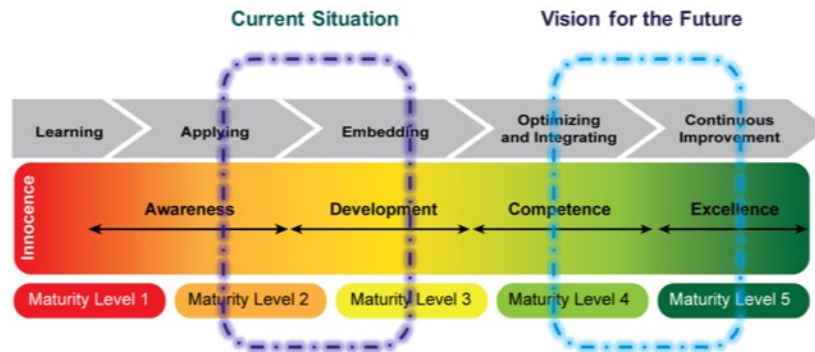 Current Situation
Vision for the Future
Learning
Applying
Embedding
Optimizing
and Integrating
Continuous
Improvement
Innocence
Awareness
Development
Competence
Excellence
Maturity Level 1
Maturity Level 2
Maturity Level 3
Maturity Level 4
Maturity Level 5